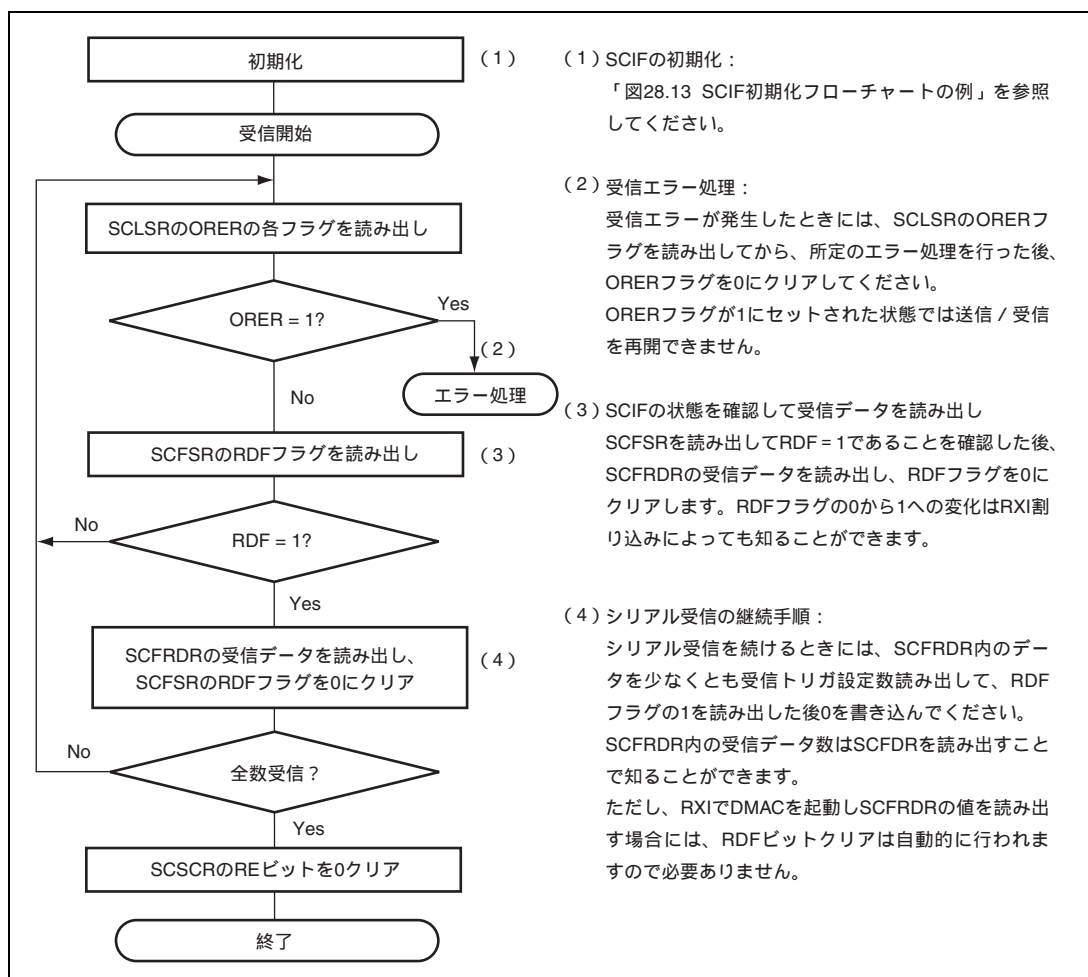 初期化
(1)
受信開始
SCLSRのORERの各フラグを読み出し
ORER = 1?
Yes
(2)
エラー処理
No
SCFSRのRDFフラグを読み出し
(3)
No
RDF = 1?
Yes
SCFRDRの受信データを読み出し、
SCFSRのRDFフラグを0にクリア
(4)
No
全数受信？
Yes
SCSCRのREビットを0クリア
終了
(1) SCIFの初期化：
「図28.13 SCIF初期化フローチャートの例」を参照
してください。
(2) 受信エラー処理：
受信エラーが発生したときには、SCLSRのORERフ
ラグを読み出してから、所定のエラー処理を行った後、
ORERフラグを0にクリアしてください。
ORERフラグが1にセットされた状態では送信 / 受信
を再開できません。
(3) SCIFの状態を確認して受信データを読み出し
SCFSRを読み出してRDF = 1であることを確認した後、
SCFRDRの受信データを読み出し、RDFフラグを0に
クリアします。RDFフラグの0から1への変化はRXI割
り込みによっても知ることができます。
(4) シリアル受信の継続手順：
シリアル受信を続けるときには、SCFRDR内のデー
タを少なくとも受信トリガ設定数読み出して、RDF
フラグの1を読み出した後0を書き込んでください。
SCFRDR内の受信データ数はSCFDRを読み出すこと
で知ることができます。
ただし、RXIでDMACを起動しSCFRDRの値を読み出
す場合には、RDFビットクリアは自動的に行われま
すので必要ありません。